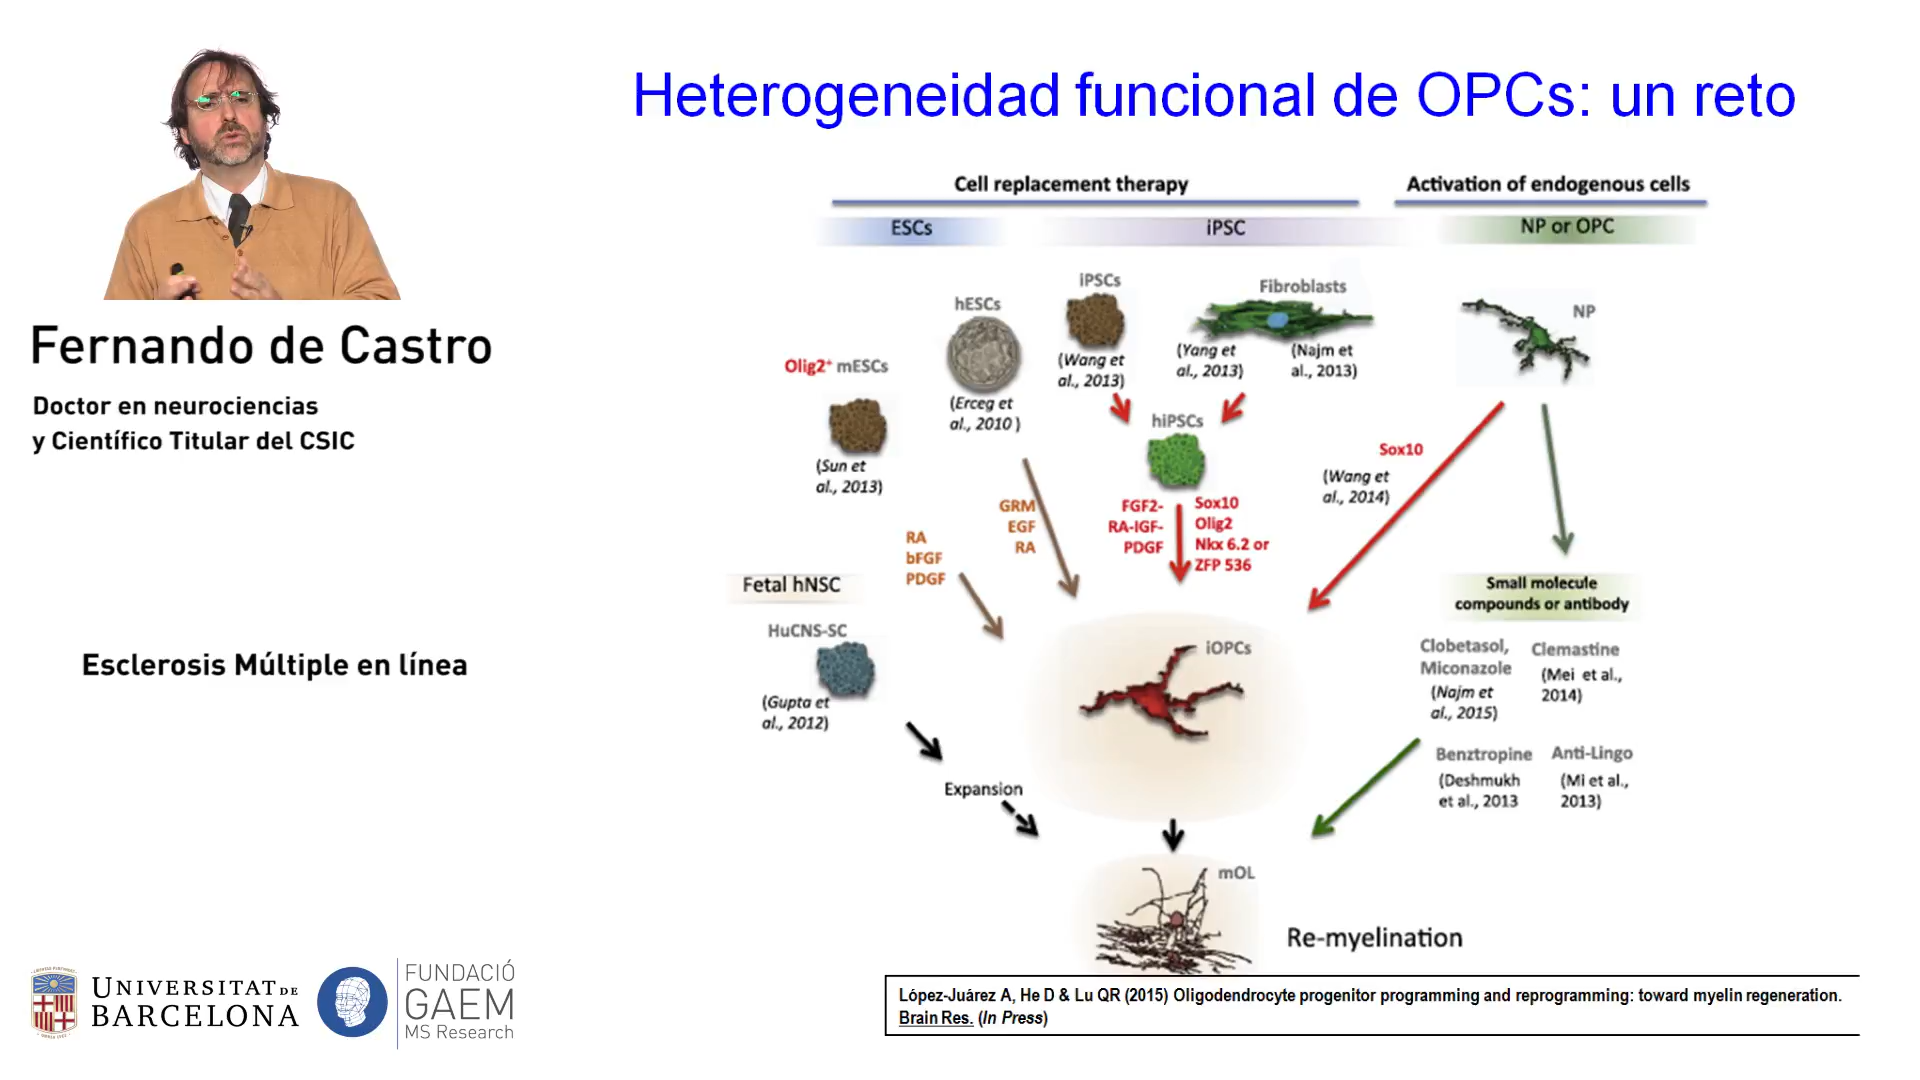 Heterogeneidad funcional de OPCs: un reto
Fernando de Castro
Doctor en neurociencias
y Científico Titular del CSIC
Esclerosis Múltiple en línea
UNIVERSITAT DE
BARCELONA
FUNDACIÓ
GAEM
MS Research
Cell replacement therapy
Activation of endogenous cells
ESCs
iPSC
NP or OPC
Olig2+ mESCs
(Sun et
al., 2013)
hESCs
(Erceg et
al., 2010 )
iPSCs
(Wang et
al., 2013)
Fibroblasts
(Yang et
al., 2013)
(Najm et
al., 2013)
hiPSCs
NP
Sox10
(Wang et
al., 2014)
RA
bFGF
PDGF
GRM
EGF
RA
FGF2-
RA-IGF-
PDGF
Sox10
Olig2
Nkx 6.2 or
ZFP 536
Fetal hNSC
HuCNS-SC
(Gupta et
al., 2012)
Expansion
iOPCs
Small molecule
compounds or antibody
Clobetasol,
Miconazole
(Najm et
al., 2015)
Clemastine
(Mei et al.,
2014)
Benztropine
(Deshmukh
et al., 2013
Anti-Lingo
(Mi et al.,
2013)
mOL
Re-myelination
López-Juárez A, He D & Lu QR (2015) Oligodendrocyte progenitor programming and reprogramming: toward myelin regeneration.
Brain Res. (In Press)